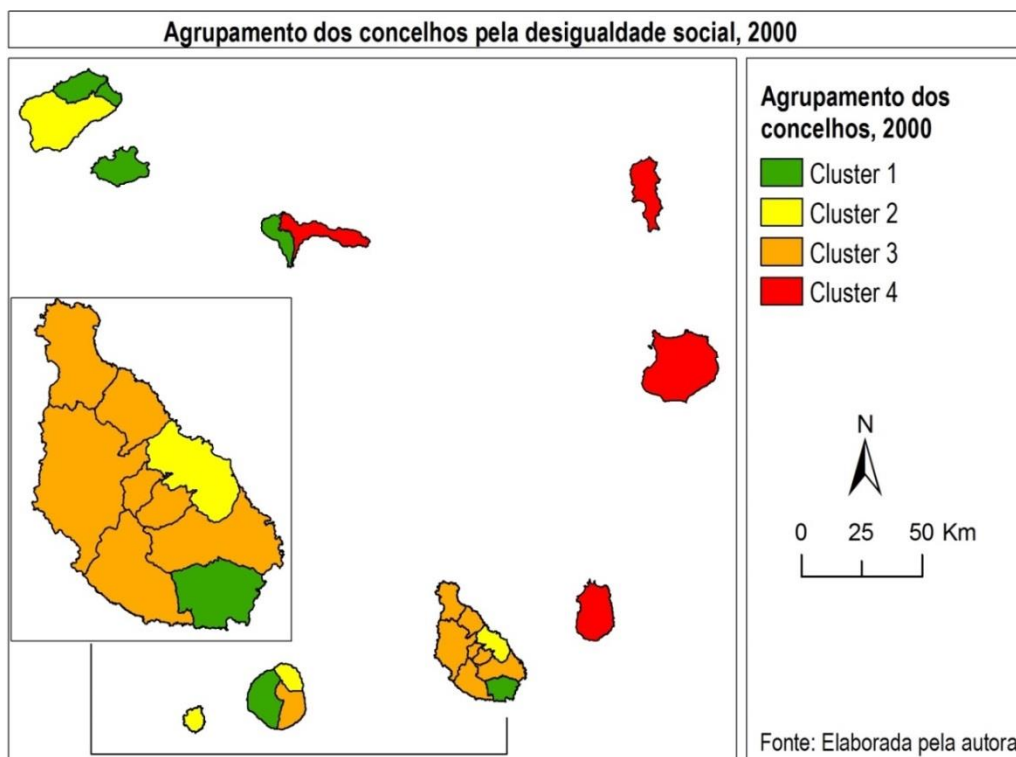 Agrupamento dos concelhos pela desigualdade social, 2000
Agrupamento dos
concelhos, 2000
Cluster 1
Cluster 2
Cluster 3
Cluster 4
N
0 25 50 Km
Fonte: Elaborada pela autora